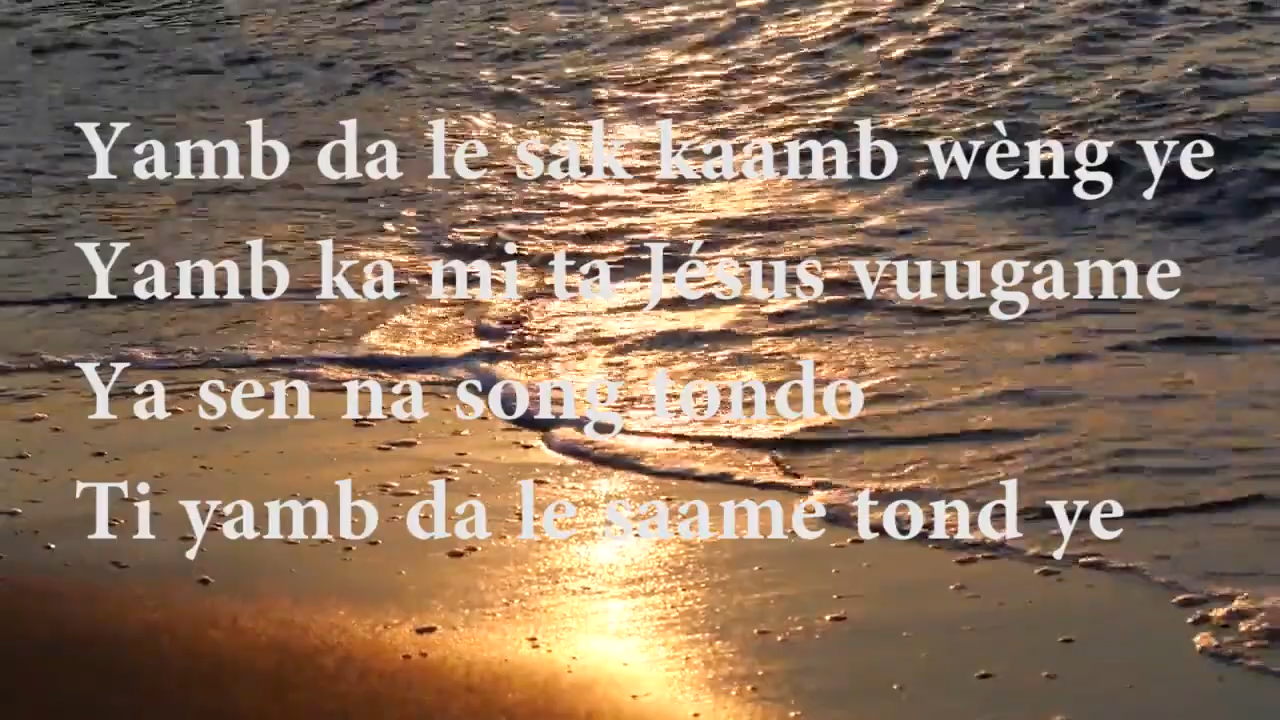 Yamb da le sak kaamb wèng ye
Yamb ka mi ta Jésus vuugame
Ya sen na song tondo
Ti yamb da le saame tond ye